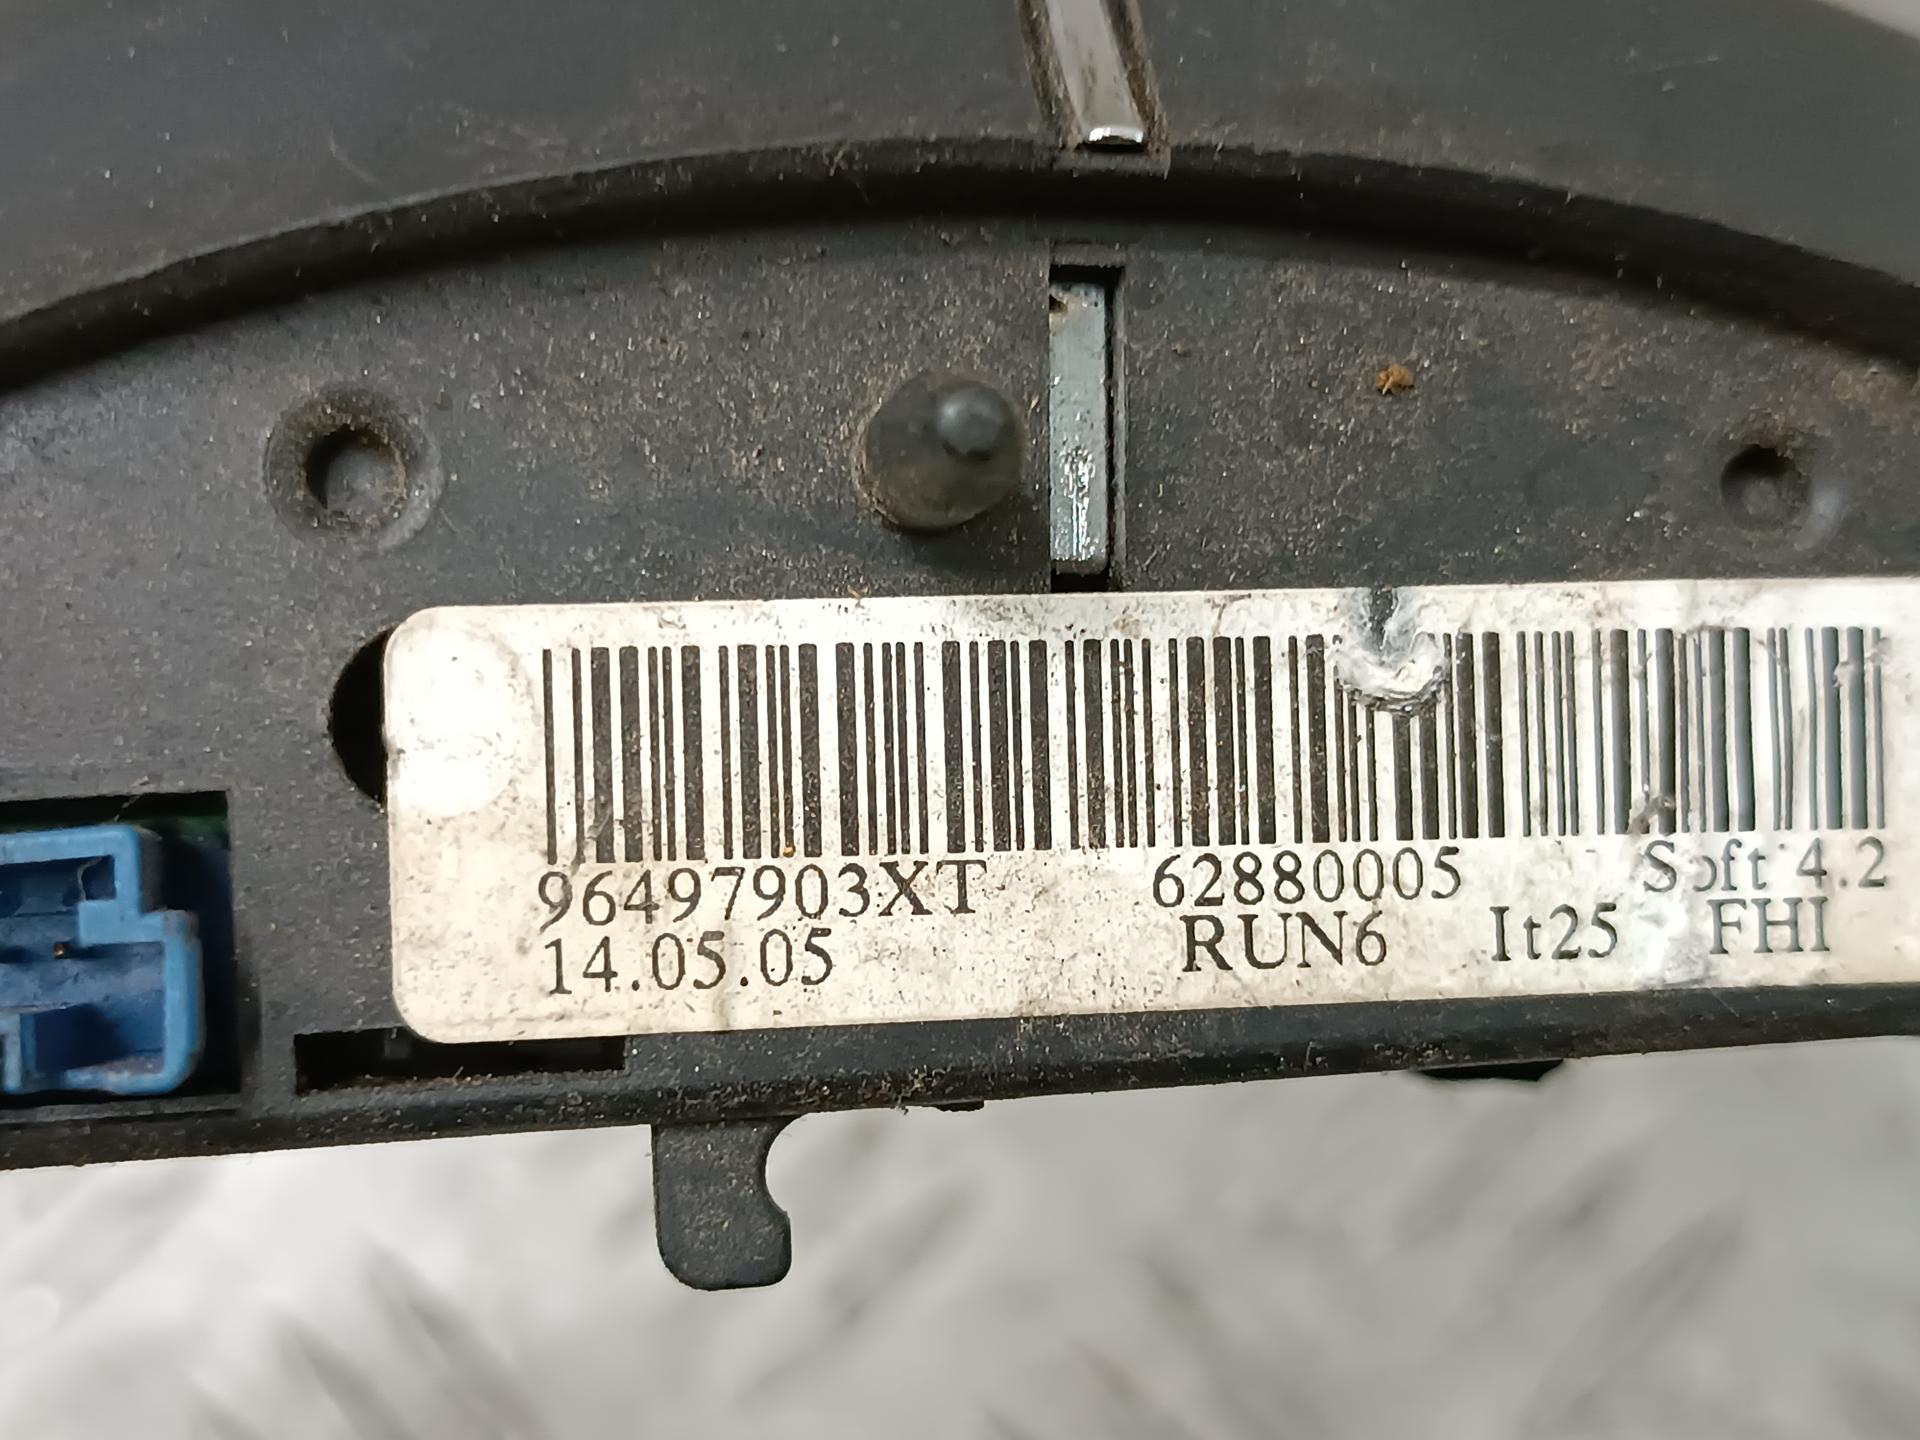 96497903XT 62880005 Soft 4.2
14.05.05 RUN6 It25 FHI